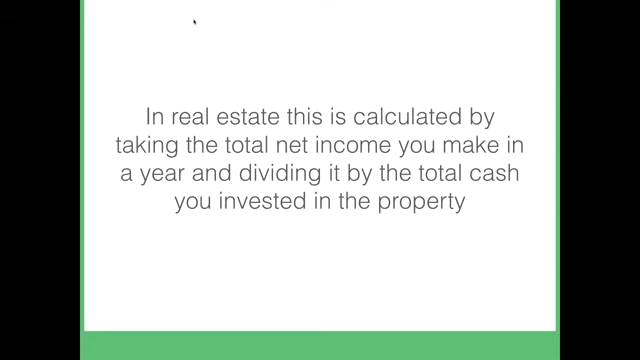 In real estate this is calculated by
taking the total net income you make in
a year and dividing it by the total cash
you invested in the property